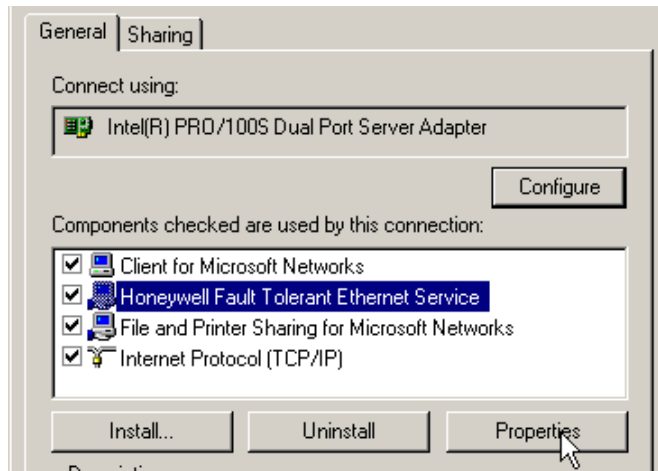 General Sharing
Connect using:
Intel(R) PRO/100S Dual Port Server Adapter
Configure
Components checked are used by this connection:
Client for Microsoft Networks
Honeywell Fault Tolerant Ethernet Service
File and Printer Sharing for Microsoft Networks
Internet Protocol (TCP/IP)
Install... Uninstall Properties